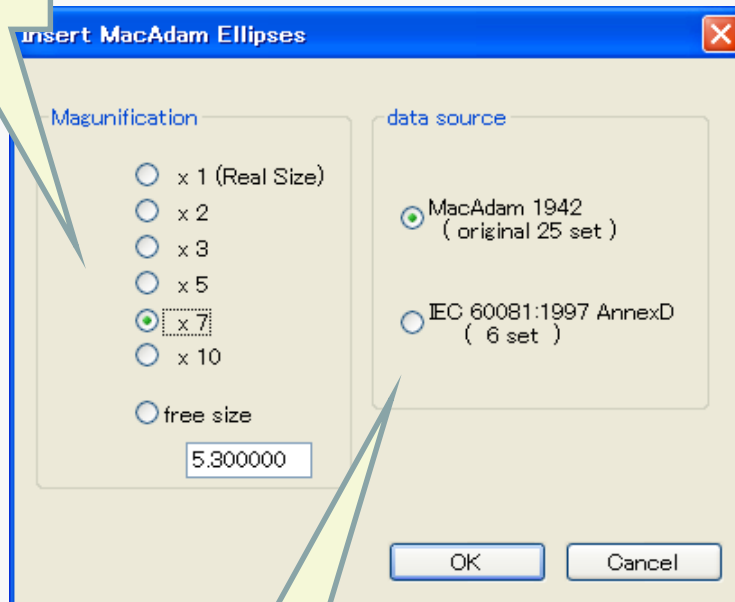 Insert MacAdam Ellipses
Magunification
x 1 (Real Size)
x 2
x 3
x 5
x 7
x 10
free size
5.300000
data source
MacAdam 1942
( original 25 set )
IEC 60081:1997 AnnexD
( 6 set )
OK
Cancel